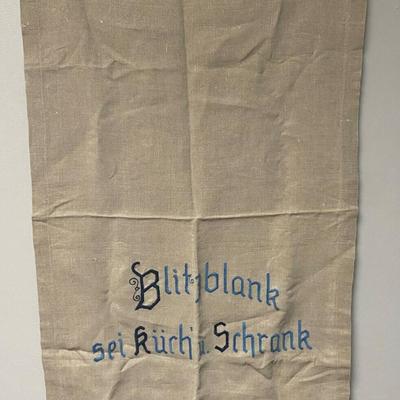 Blitzblank
sei Küch' u. Schrank